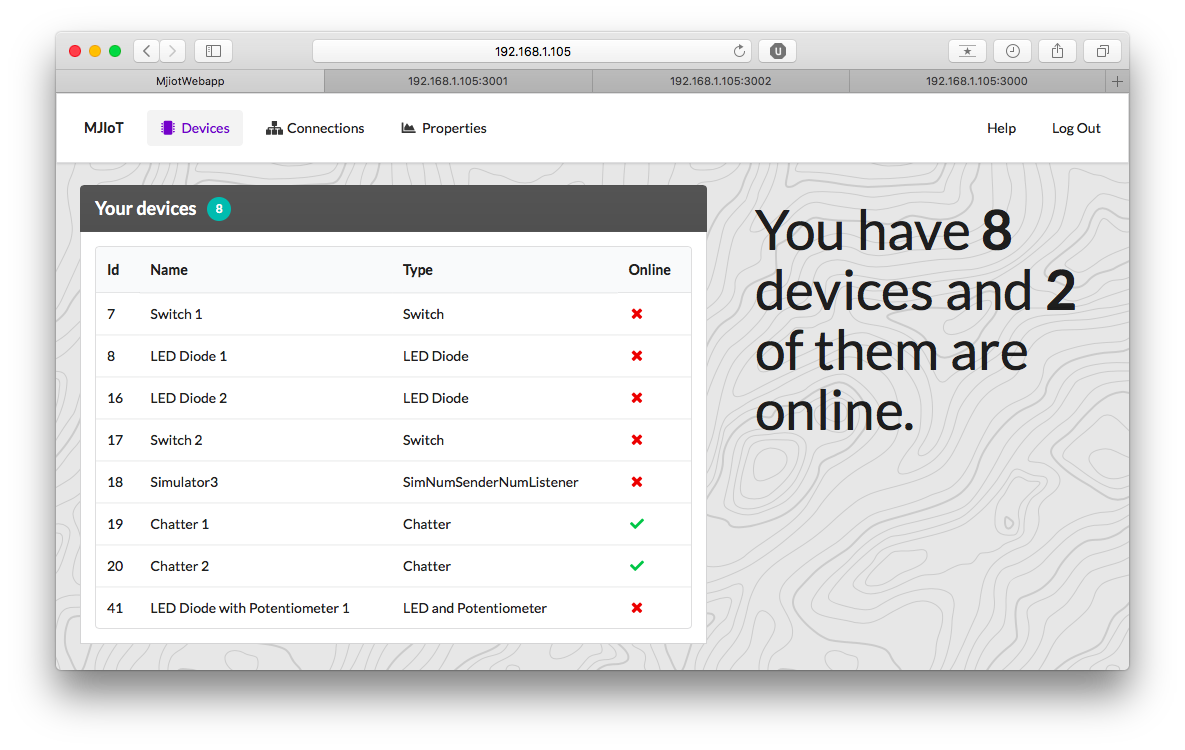 192.168.1.105
U
MjiotWebapp 192.168.1.105:3001 192.168.1.105:3002 192.168.1.105:3000
MJIoT Devices Connections Properties Help Log Out
Your devices 8
Id Name Type Online
7 Switch 1 Switch
8 LED Diode 1 LED Diode
16 LED Diode 2 LED Diode
17 Switch 2 Switch
18 Simulator3 SimNumSenderNumListener
19 Chatter 1 Chatter
20 Chatter 2 Chatter
41 LED Diode with Potentiometer 1 LED and Potentiometer
You have 8
devices and 2
of them are
online.